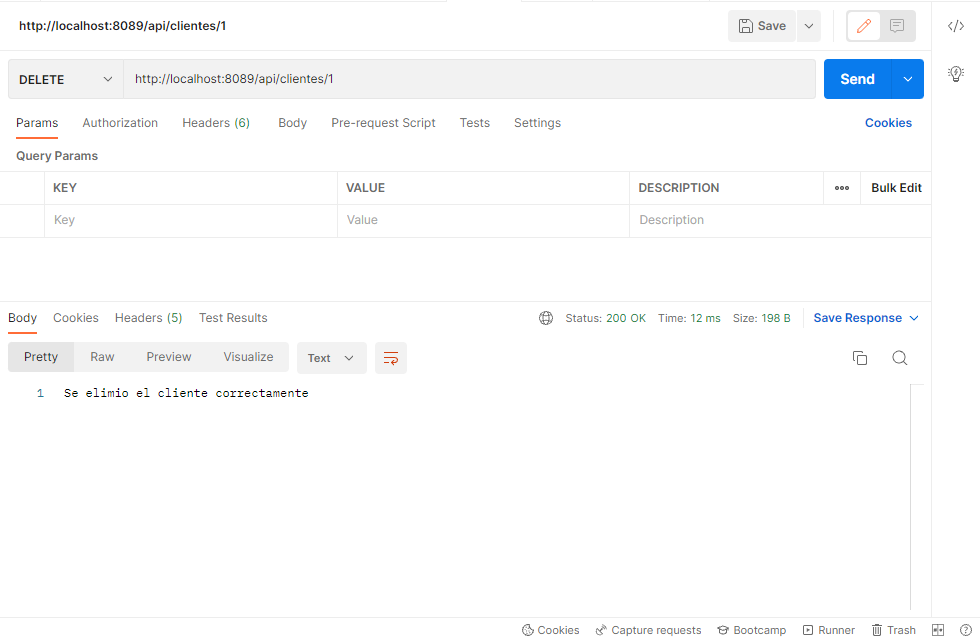 http://localhost:8089/api/clientes/1
Save
DELETE http://localhost:8089/api/clientes/1 Send
Params Authorization Headers (6) Body Pre-request Script Tests Settings Cookies
Query Params
KEY VALUE DESCRIPTION Bulk Edit
Key Value Description
Body Cookies Headers (5) Test Results Status: 200 OK Time: 12 ms Size: 198 B Save Response
Pretty Raw Preview Visualize Text
1 Se elimio el cliente correctamente
Cookies Capture requests Bootcamp Runner Trash